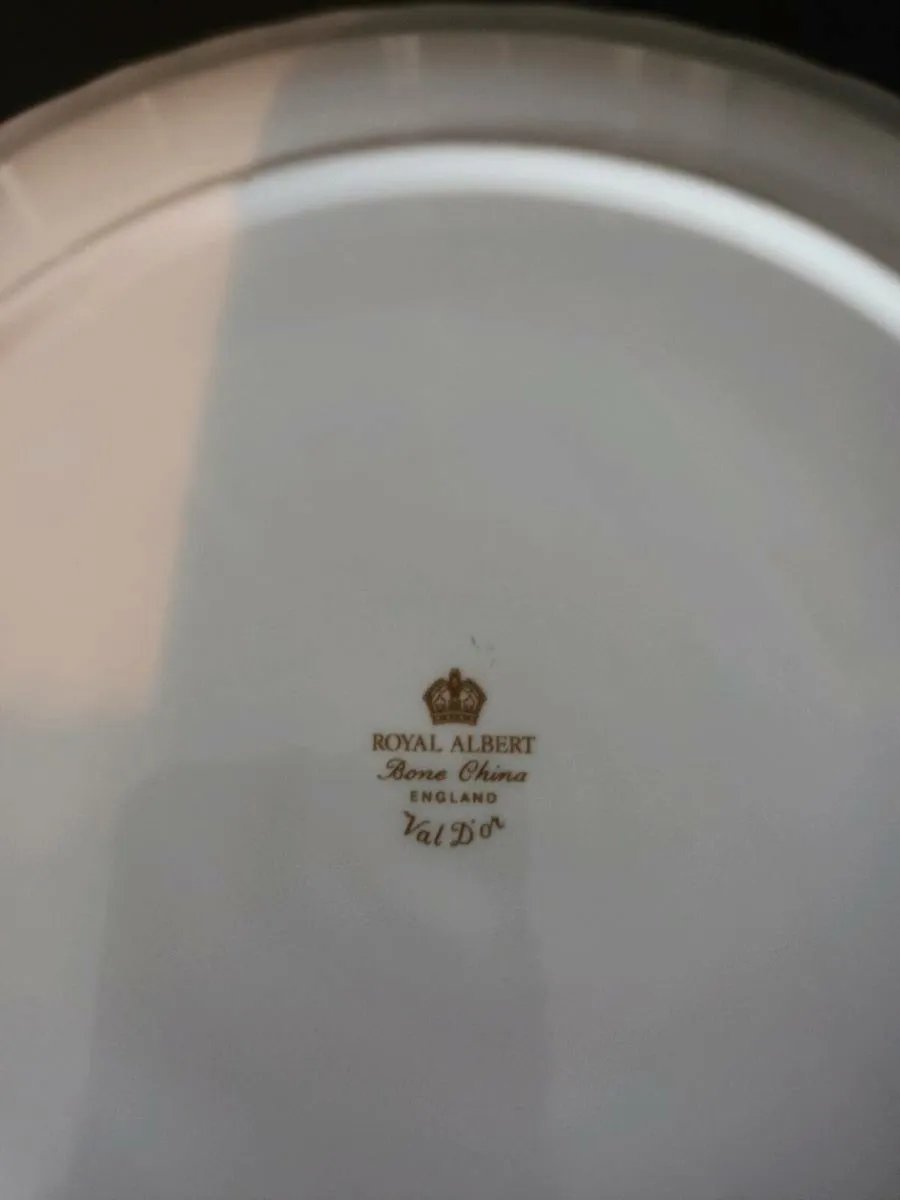 ROYAL ALBERT
Bone China
ENGLAND
Val D'or